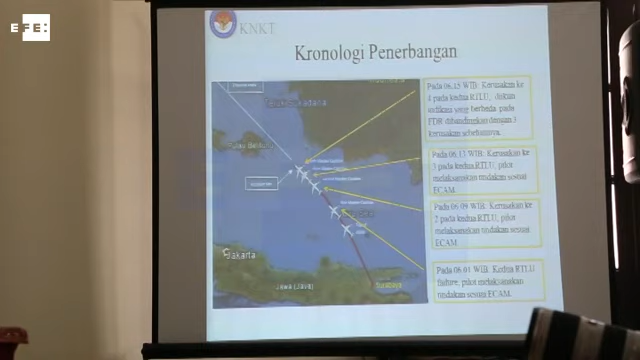 EFE:
KNKT
Kronologi Penerbangan
Pada 06.15 WIB: Kerusakan ke
4 pada kedua RTLU, dalam
indikasi yang berbeda pada
FDR dibandingkan dengan 3
kerusakan sebelumnya.
Pada 06.13 WIB: Kerusakan ke
3 pada kedua RTLU, pilot
melaksanakan tindakan sesuai
ECAM.
Pada 06.09 WIB: Kerusakan ke
2 pada kedua RTLU, pilot
melaksanakan tindakan sesuai
ECAM
Pada 06.01 WIB: Kedua RTLU
failure, pilot melaksanakan
tindakan sesuai ECAM.
Pulau Belitung
Jakarta
Jawa (Java)
Surabaya